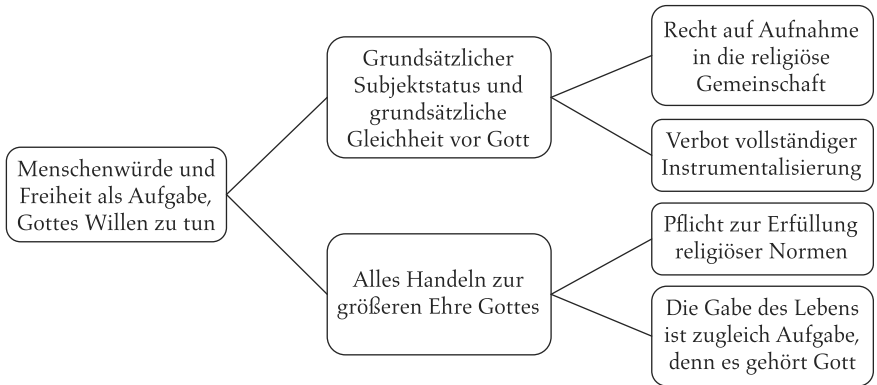 Menschenwürde und
Freiheit als Aufgabe,
Gottes Willen zu tun
Grundsätzlicher
Subjektstatus und
grundsätzliche
Gleichheit vor Gott
Alles Handeln zur
größeren Ehre Gottes
Recht auf Aufnahme
in die religiöse
Gemeinschaft
Verbot vollständiger
Instrumentalisierung
Pflicht zur Erfüllung
religiöser Normen
Die Gabe des Lebens
ist zugleich Aufgabe,
denn es gehört Gott